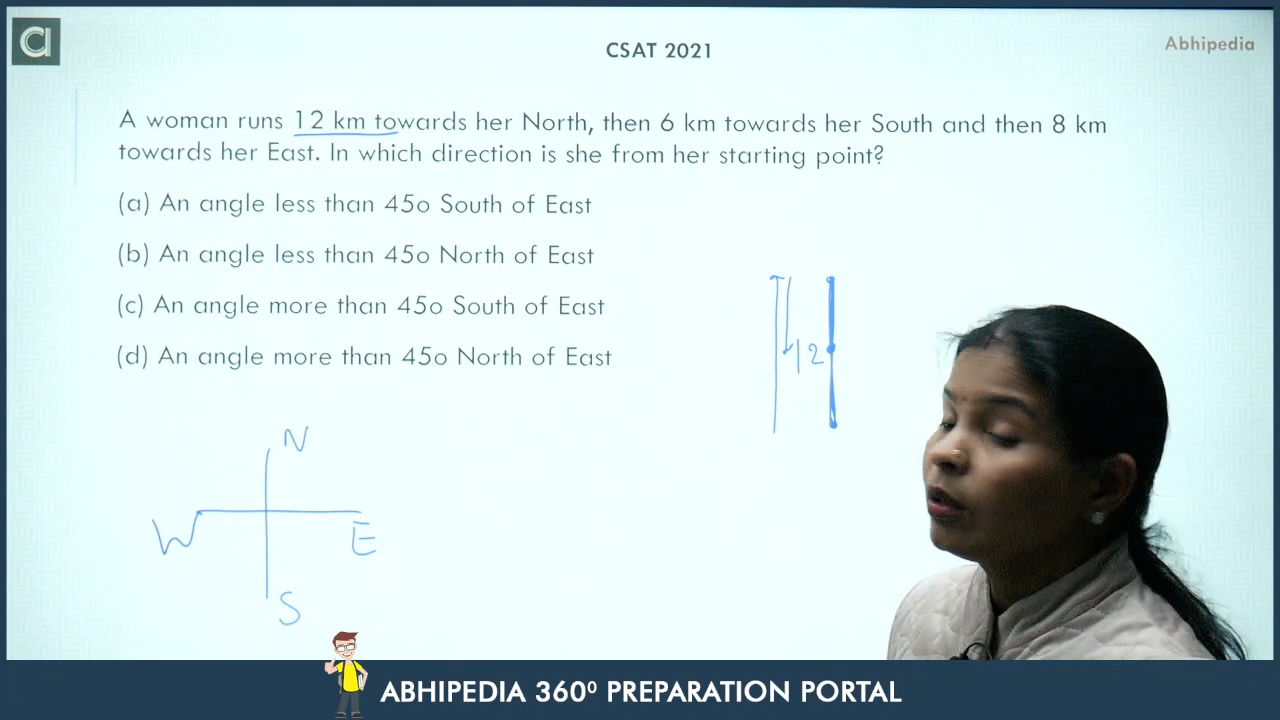 CSAT 2021
Abhipedia
A woman runs 12 km towards her North, then 6 km towards her South and then 8 km
towards her East. In which direction is she from her starting point?
(a) An angle less than 45o South of East
(b) An angle less than 45o North of East
(c) An angle more than 45o South of East
(d) An angle more than 45o North of East
12
N
W
E
S
ABHIPEDIA 360⁰ PREPARATION PORTAL